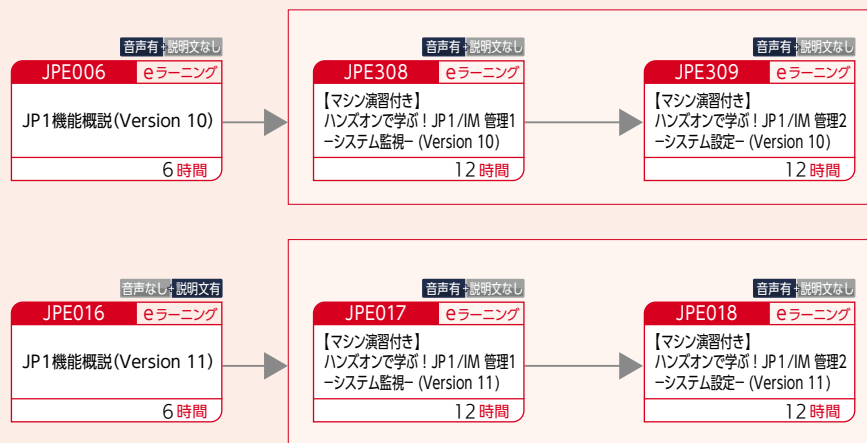 音声有+説明文なし
JPE006 eラーニング
JP1機能概説(Version 10)
6時間
音声有+説明文なし
JPE308 eラーニング
【マシン演習付き】
ハンズオンで学ぶ！JP1/IM 管理1
−システム監視− (Version 10)
12時間
音声有+説明文なし
JPE309 eラーニング
【マシン演習付き】
ハンズオンで学ぶ！JP1/IM 管理2
−システム設定− (Version 10)
12時間
音声なし+説明文有
JPE016 eラーニング
JP1機能概説(Version 11)
6時間
音声有+説明文なし
JPE017 eラーニング
【マシン演習付き】
ハンズオンで学ぶ！JP1/IM 管理1
−システム監視− (Version 11)
12時間
音声有+説明文なし
JPE018 eラーニング
【マシン演習付き】
ハンズオンで学ぶ！JP1/IM 管理2
−システム設定− (Version 11)
12時間